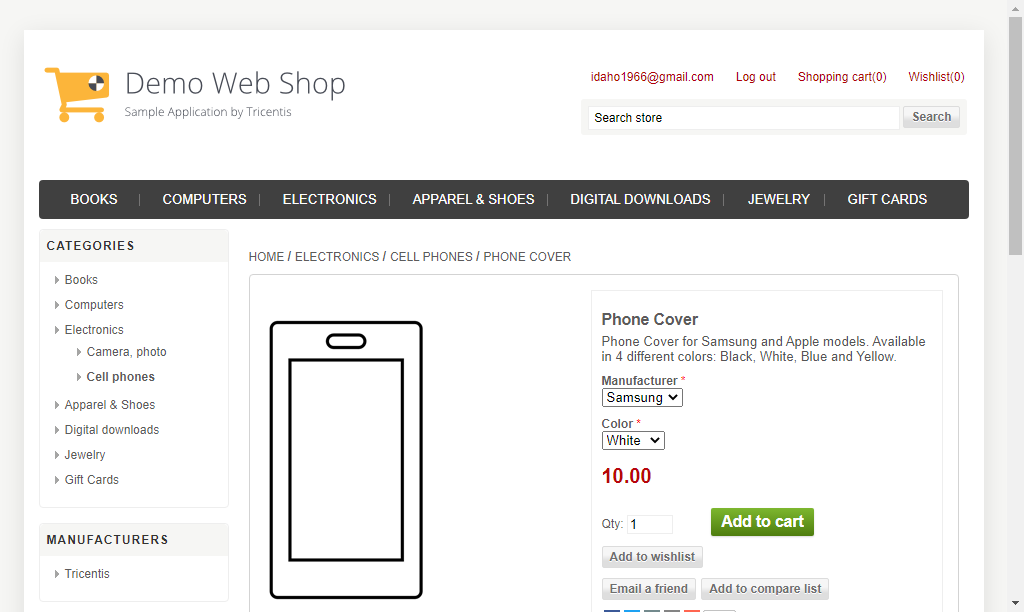 Demo Web Shop
Sample Application by Tricentis
idaho1966@gmail.com Log out Shopping cart(0) Wishlist(0)
Search store Search
BOOKS COMPUTERS ELECTRONICS APPAREL & SHOES DIGITAL DOWNLOADS JEWELRY GIFT CARDS
CATEGORIES
Books
Computers
Electronics
Camera, photo
Cell phones
Apparel & Shoes
Digital downloads
Jewelry
Gift Cards
MANUFACTURERS
Tricentis
HOME / ELECTRONICS / CELL PHONES / PHONE COVER
Phone Cover
Phone Cover for Samsung and Apple models. Available
in 4 different colors: Black, White, Blue and Yellow.
Manufacturer *
Samsung
Color *
White
10.00
Qty: 1 Add to cart
Add to wishlist
Email a friend Add to compare list